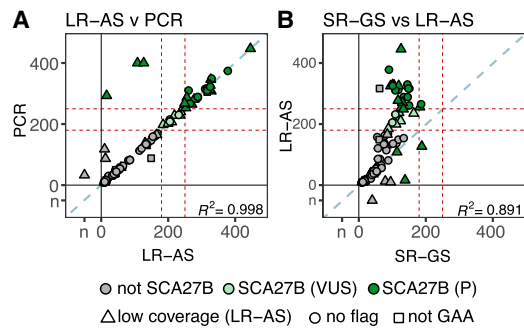 A LR−AS v PCR
PCR
400
200
0
n
n 0 200 400
R² = 0.998
LR−AS
B SR−GS vs LR−AS
LR−AS
400
200
0
n
n 0 200 400
R² = 0.891
SR−GS
not SCA27B SCA27B (VUS) SCA27B (P)
low coverage (LR−AS) no flag not GAA